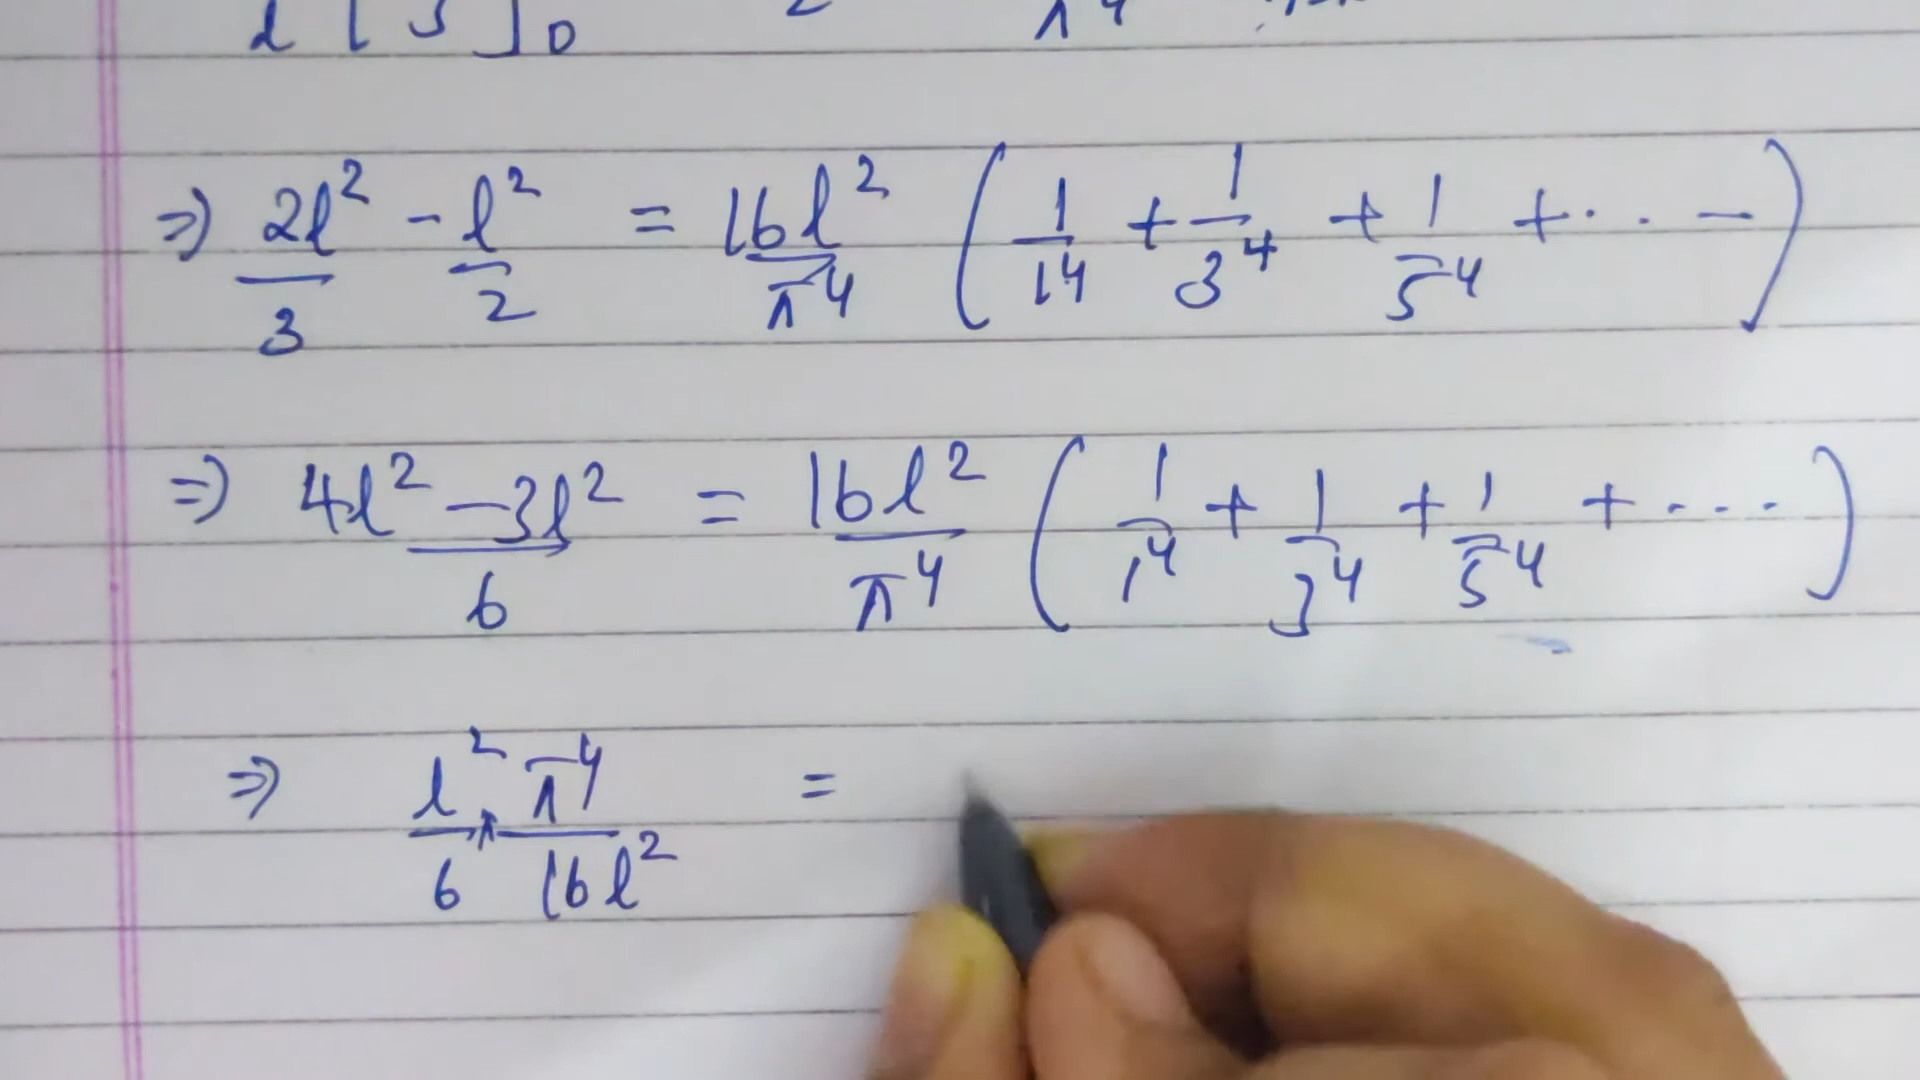 ⇒ 2l²/3 - l²/2 = 16l²/π⁴ ( 1/1⁴ + 1/3⁴ + 1/5⁴ + ... - )
⇒ 4l² - 3l²/6 = 16l²/π⁴ ( 1/1⁴ + 1/3⁴ + 1/5⁴ + .... )
⇒ l²/6 × π⁴/16l² =